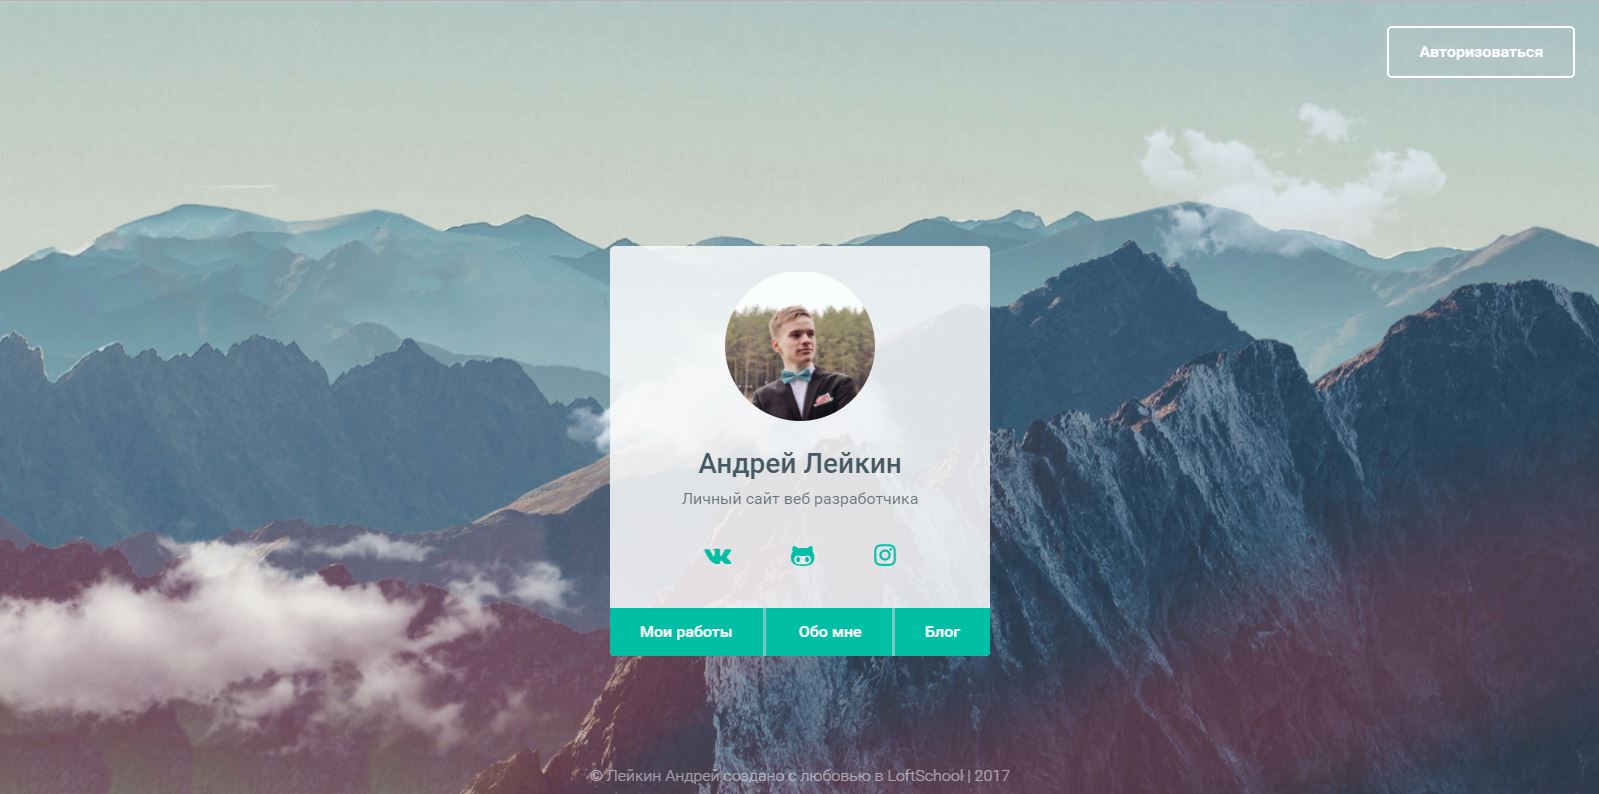 Авторизоваться
Андрей Лейкин
Личный сайт веб разработчика
Мои работы Обо мне Блог
© Лейкин Андрей создано с любовью в LoftSchool | 2017